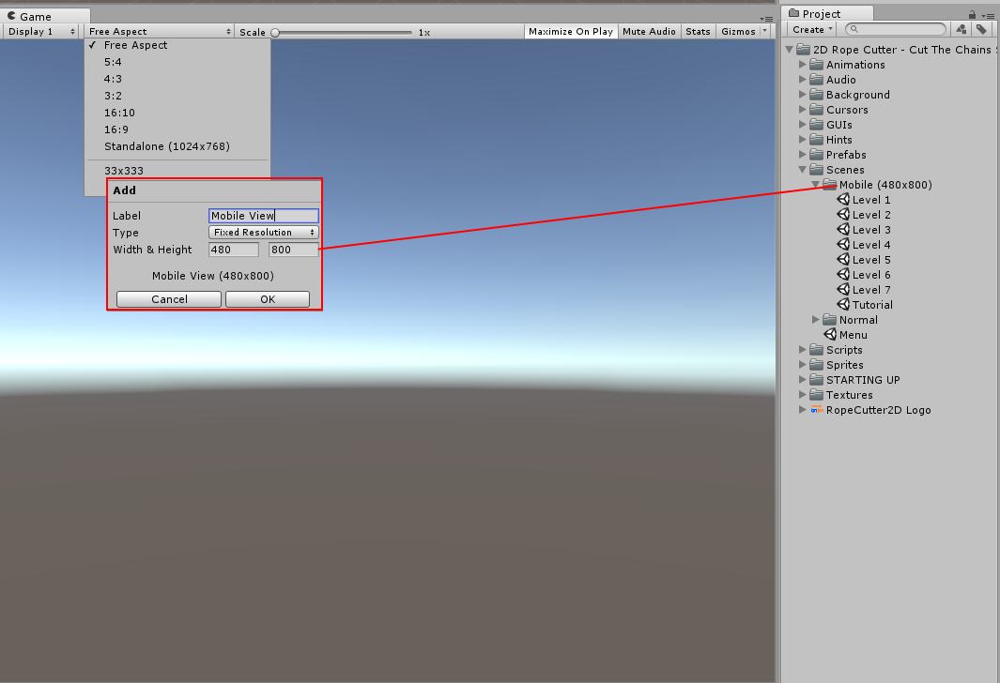 Game
Display 1 Free Aspect Scale 1x Maximize On Play Mute Audio Stats Gizmos
Free Aspect
5:4
4:3
3:2
16:10
16:9
Standalone (1024x768)
33x333
Add
Label Mobile View
Type Fixed Resolution
Width & Height 480 800
Mobile View (480x800)
Cancel OK
Project
Create
2D Rope Cutter - Cut The Chains
Animations
Audio
Background
Cursors
GUIs
Hints
Prefabs
Scenes
Mobile (480x800)
Level 1
Level 2
Level 3
Level 4
Level 5
Level 6
Level 7
Tutorial
Normal
Menu
Scripts
Sprites
STARTING UP
Textures
RopeCutter2D Logo